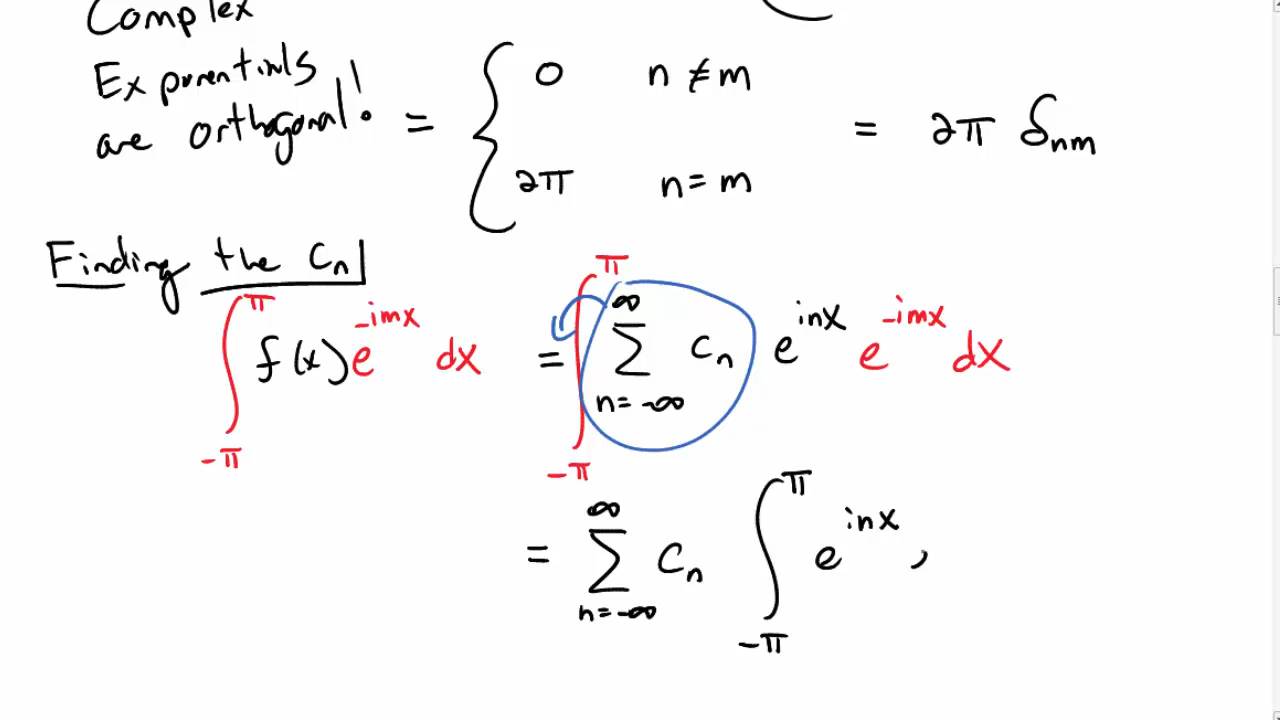 Complex
Exponentials
are orthogonal! = { 0 n ≠ m
2π n = m
= 2π δnm
Finding the Cn
∫_{-π}^{π} f(x) e^{-imx} dx = ∫_{-π}^{π} ∑_{n=-∞}^{∞} Cn e^{inx} e^{-imx} dx
= ∑_{n=-∞}^{∞} Cn ∫_{-π}^{π} e^{inx}